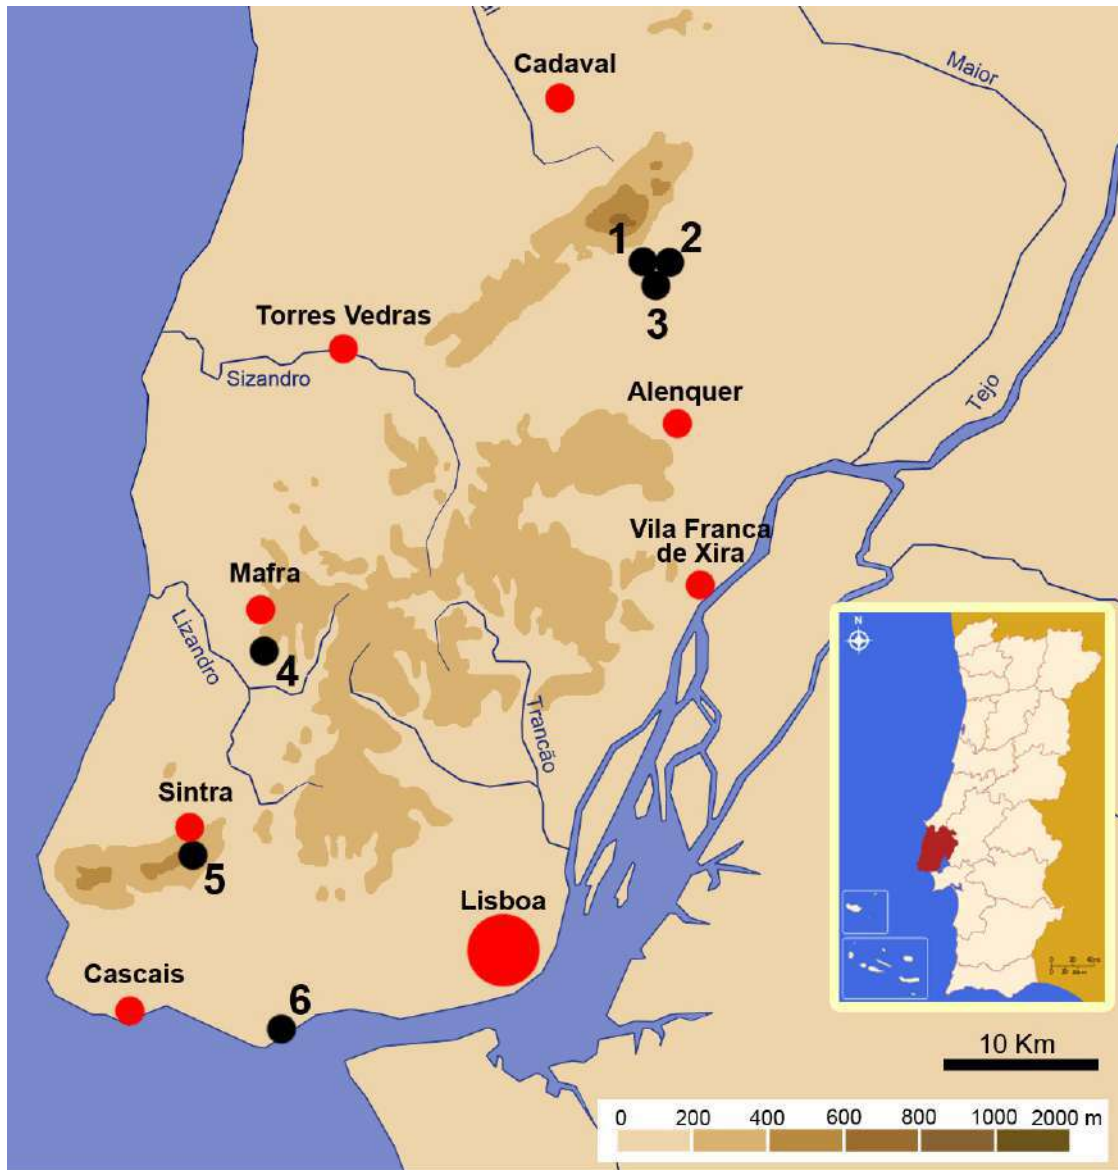 Cadaval
Maior
1
2
3
Torres Vedras
Sizandro
Tejo
Alenquer
Vila Franca
de Xira
Mafra
Lizandro
4
Trancão
N
Sintra
5
Lisboa
Cascais
6
10 Km
0 200 400 600 800 1000 2000 m